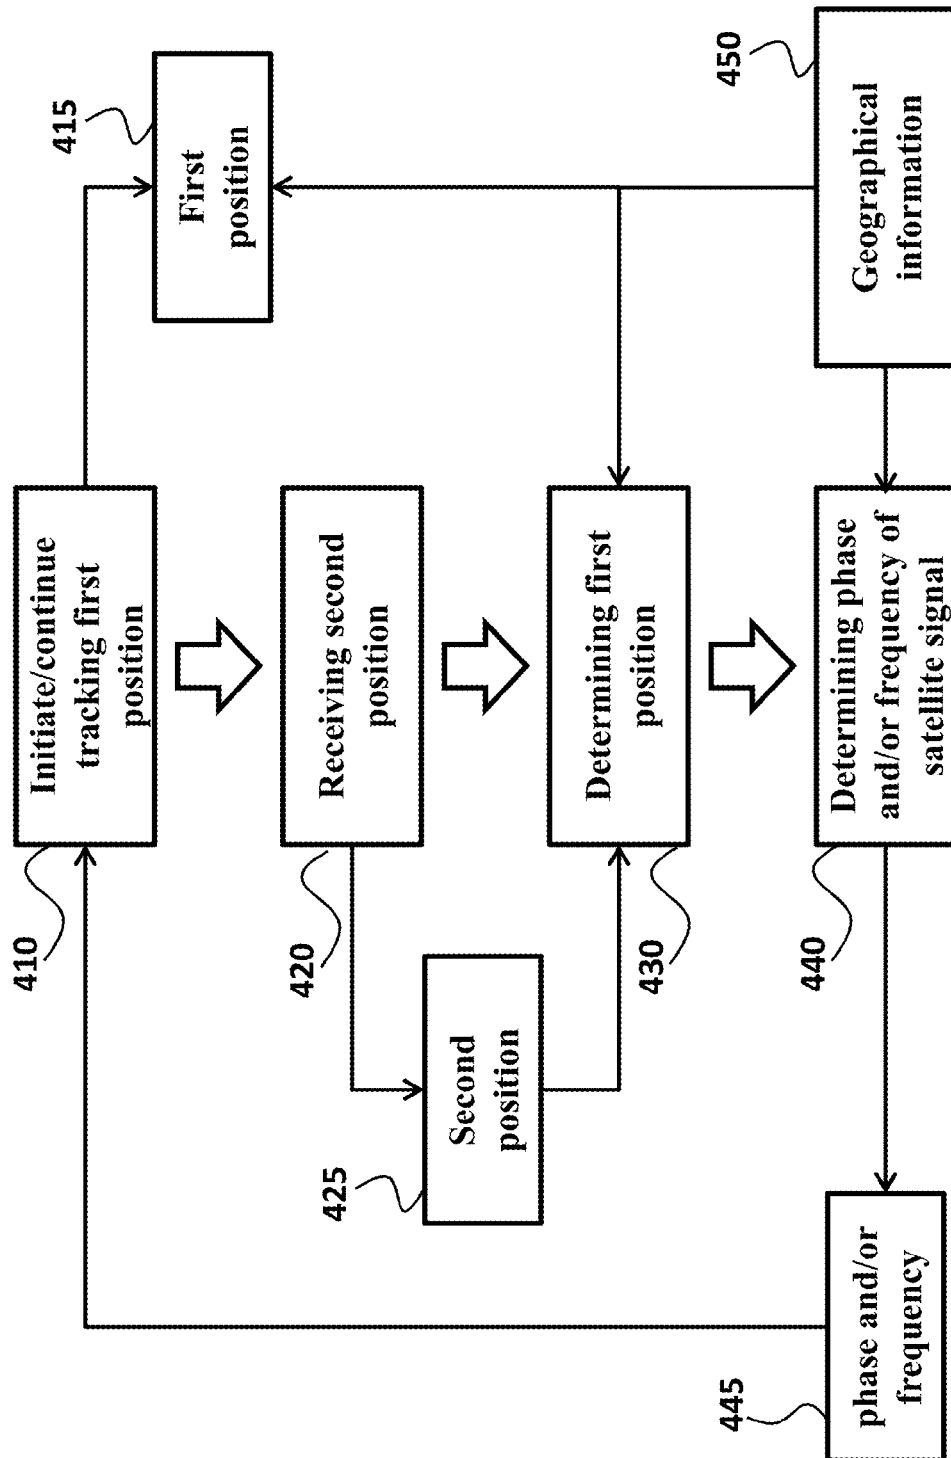 410
Initiate/continue
tracking first
position
415
First
position
420
Receiving second
position
425
Second
position
430
Determining first
position
440
Determining phase
and/or frequency of
satellite signal
445
phase and/or
frequency
450
Geographical
information